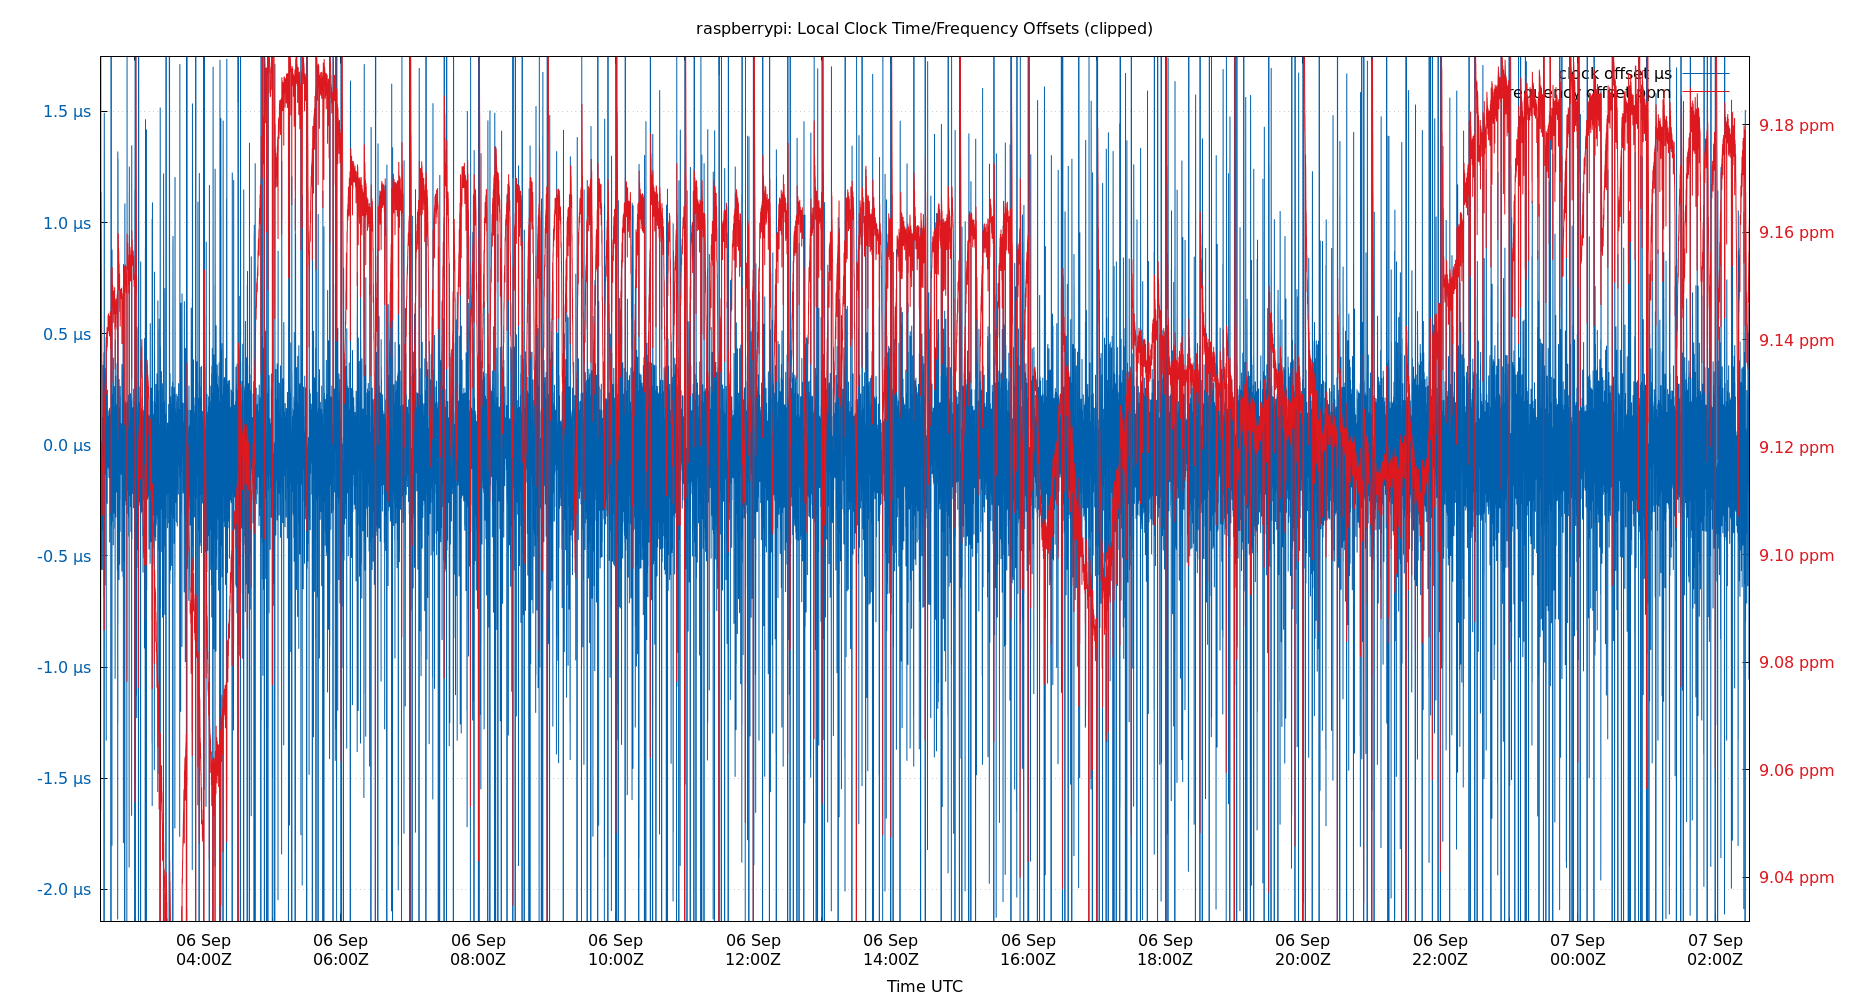 raspberrypi: Local Clock Time/Frequency Offsets (clipped)
clock offset µs
frequency offset ppm
1.5 µs
1.0 µs
0.5 µs
0.0 µs
-0.5 µs
-1.0 µs
-1.5 µs
-2.0 µs
9.18 ppm
9.16 ppm
9.14 ppm
9.12 ppm
9.10 ppm
9.08 ppm
9.06 ppm
9.04 ppm
06 Sep 06 Sep 06 Sep 06 Sep 06 Sep 06 Sep 06 Sep 06 Sep 06 Sep 06 Sep 07 Sep 07 Sep
04:00Z 06:00Z 08:00Z 10:00Z 12:00Z 14:00Z 16:00Z 18:00Z 20:00Z 22:00Z 00:00Z 02:00Z
Time UTC